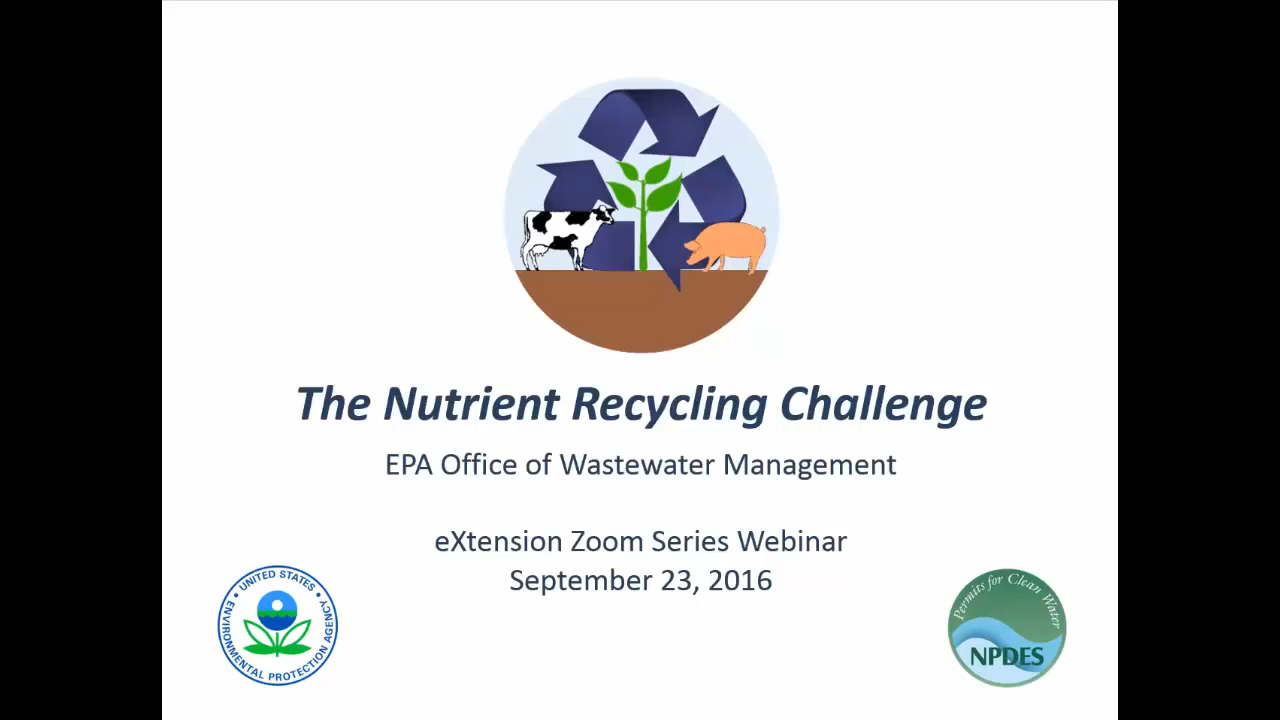 The Nutrient Recycling Challenge
EPA Office of Wastewater Management
eXtension Zoom Series Webinar
September 23, 2016
UNITED STATES
ENVIRONMENTAL PROTECTION AGENCY
Permits for Clean Water
NPDES